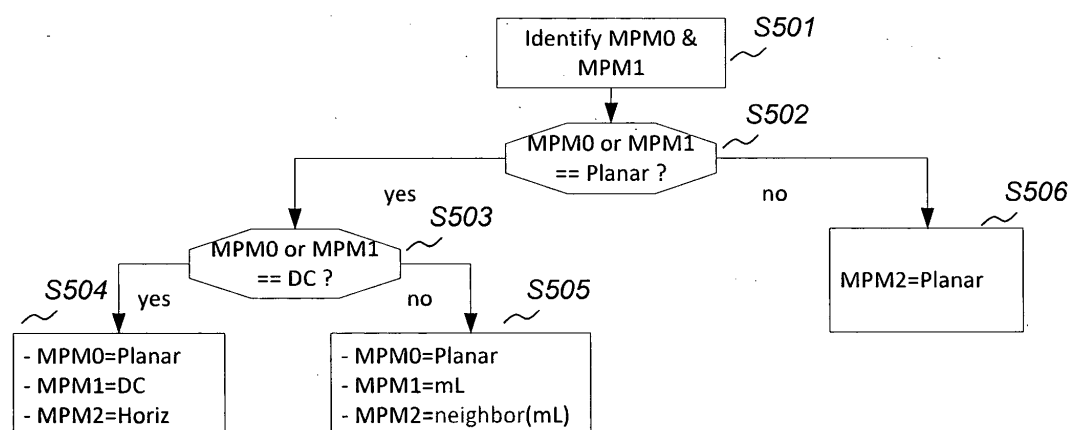 Identify MPM0 &
MPM1
S501
MPM0 or MPM1
== Planar ?
S502
yes
no
MPM0 or MPM1
== DC ?
S503
S506
MPM2=Planar
yes
no
S504
- MPM0=Planar
- MPM1=DC
- MPM2=Horiz
S505
- MPM0=Planar
- MPM1=mL
- MPM2=neighbor(mL)